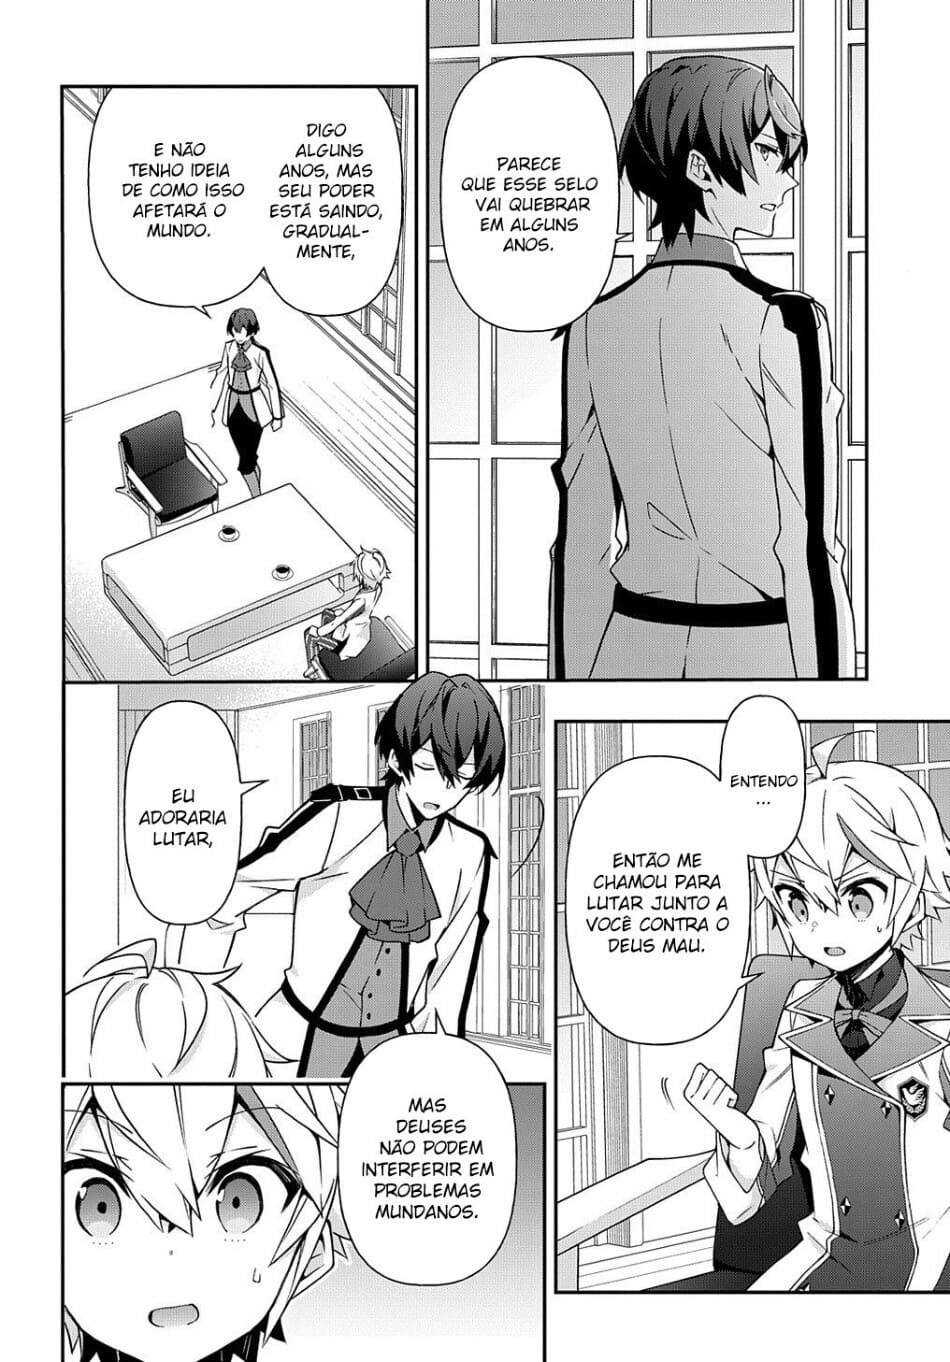 PARECE
QUE ESSE SELO
VAI QUEBRAR
EM ALGUNS
ANOS.
DIGO
ALGUNS
ANOS, MAS
SEU PODER
ESTÁ SAINDO,
GRADUAL-
MENTE,
E NÃO
TENHO IDEIA
DE COMO ISSO
AFETARÁ O
MUNDO.
ENTENDO
...
ENTÃO ME
CHAMOU PARA
LUTAR JUNTO A
VOCÊ CONTRA O
DEUS MAU.
EU
ADORARIA
LUTAR,
MAS
DEUSES
NÃO PODEM
INTERFERIR EM
PROBLEMAS
MUNDANOS.